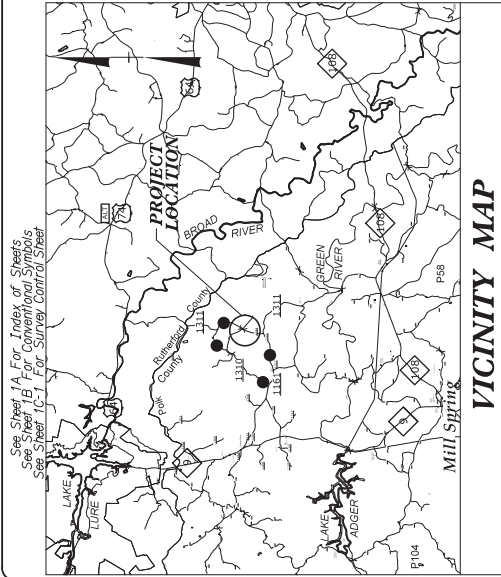 See Sheet 1A For Index of Sheets
See Sheet 1B For Conventional Symbols
See Sheet 1C-1 For Survey Control Sheet
LAKE
LURE
ALT
74
64
PROJECT
LOCATION
BROAD
RIVER
Rutherford County
Polk County
9
1311
1310
1161
1311
GREEN
RIVER
108
108
108
9
LAKE
ADGER
P104
P58
Mill Spring
VICINITY MAP